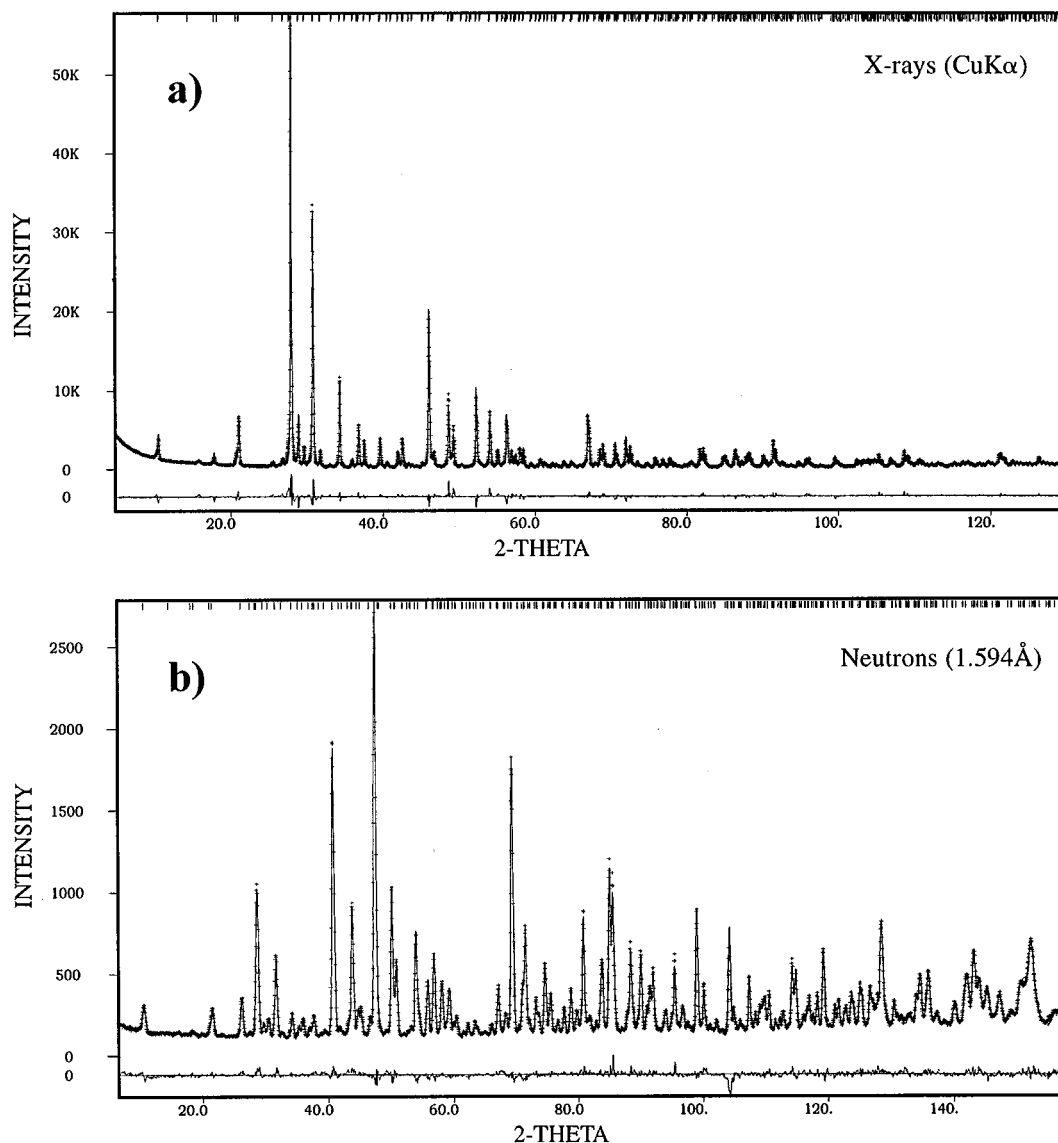 X-rays (CuKα)
a)
50K
40K
30K
20K
10K
0
0
INTENSITY
20.0 40.0 60.0 80.0 100. 120.
2-THETA
Neutrons (1.594Å)
b)
2500
2000
1500
1000
500
0
0
INTENSITY
20.0 40.0 60.0 80.0 100. 120. 140.
2-THETA